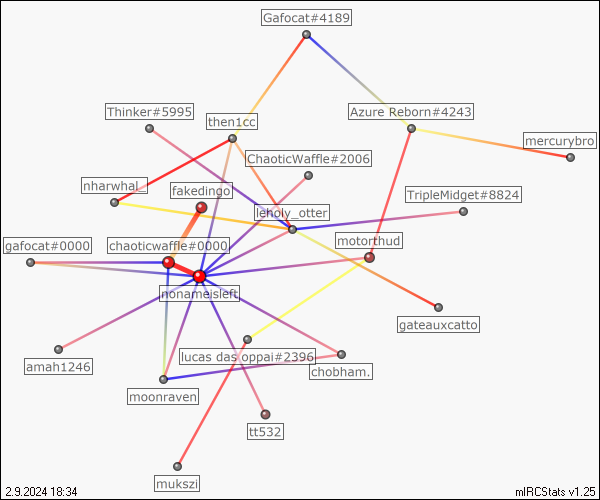 Gafocat#4189
Thinker#5995
Azure Reborn#4243
then1cc
mercurybro
ChaoticWaffle#2006
nharwhal_
fakedingo
TripleMidget#8824
leholy_otter
gafocat#0000
chaoticwaffle#0000
motorthud
nonameisleft
gateauxcatto
lucas das oppai#2396
amah1246
chobham.
moonraven
tt532
mukszi
2.9.2024 18:34
mIRCStats v1.25